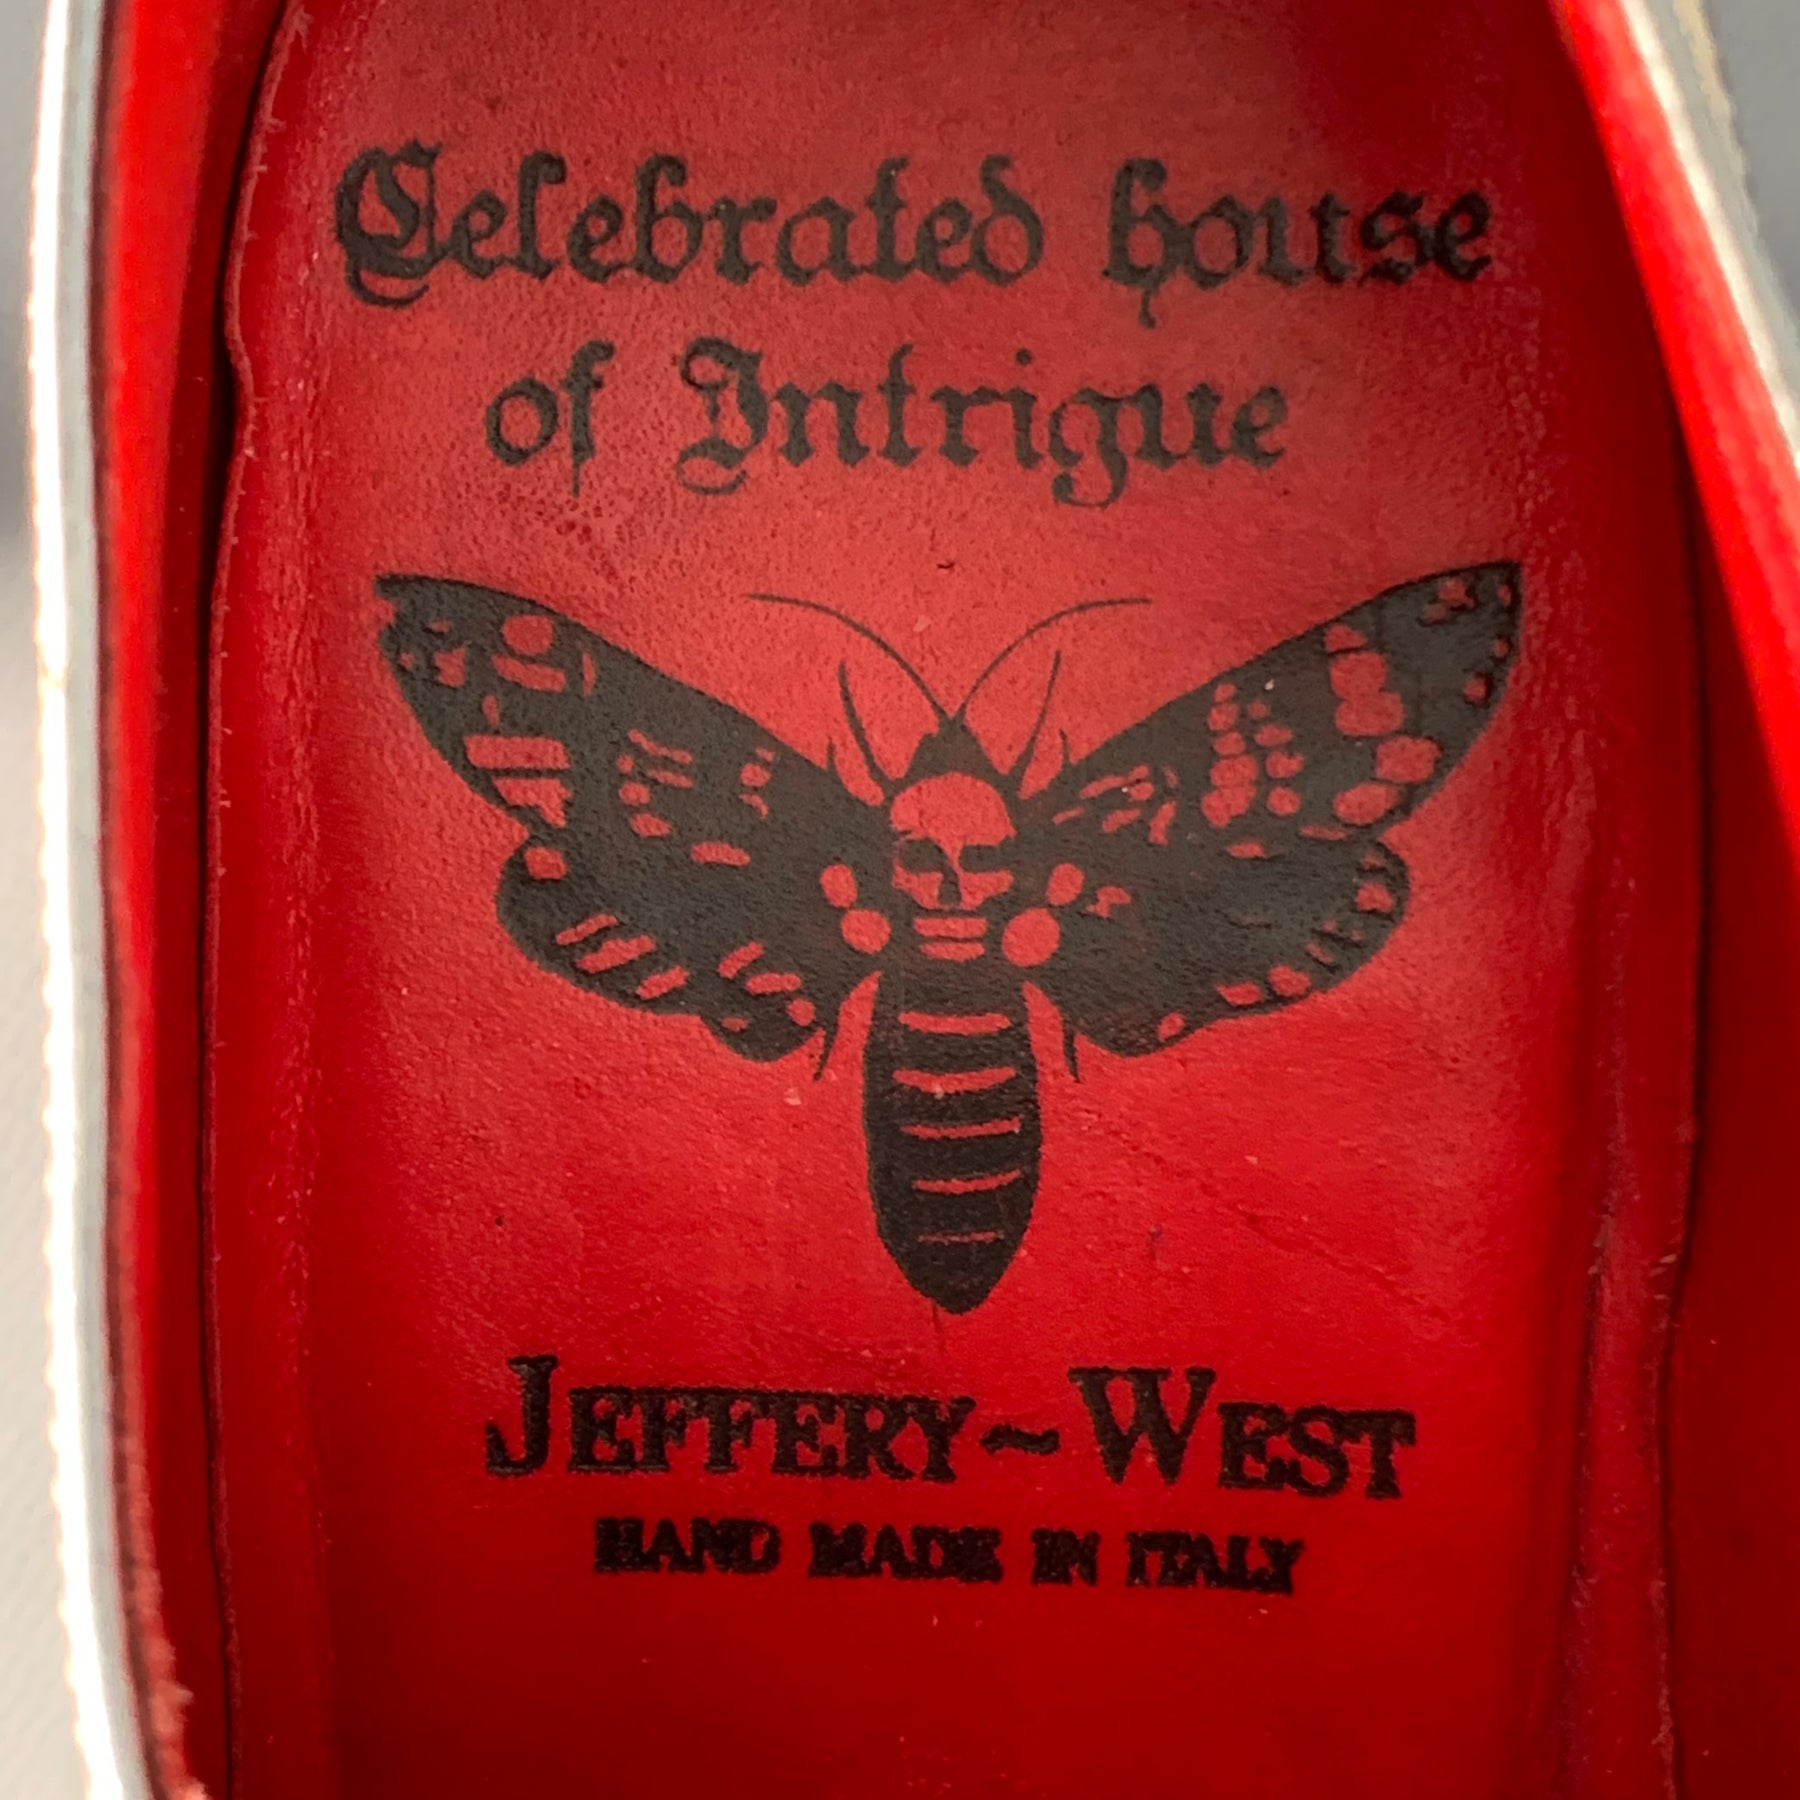 Celebrated house
of Intrigue
JEFFERY~WEST
HAND MADE IN ITALY